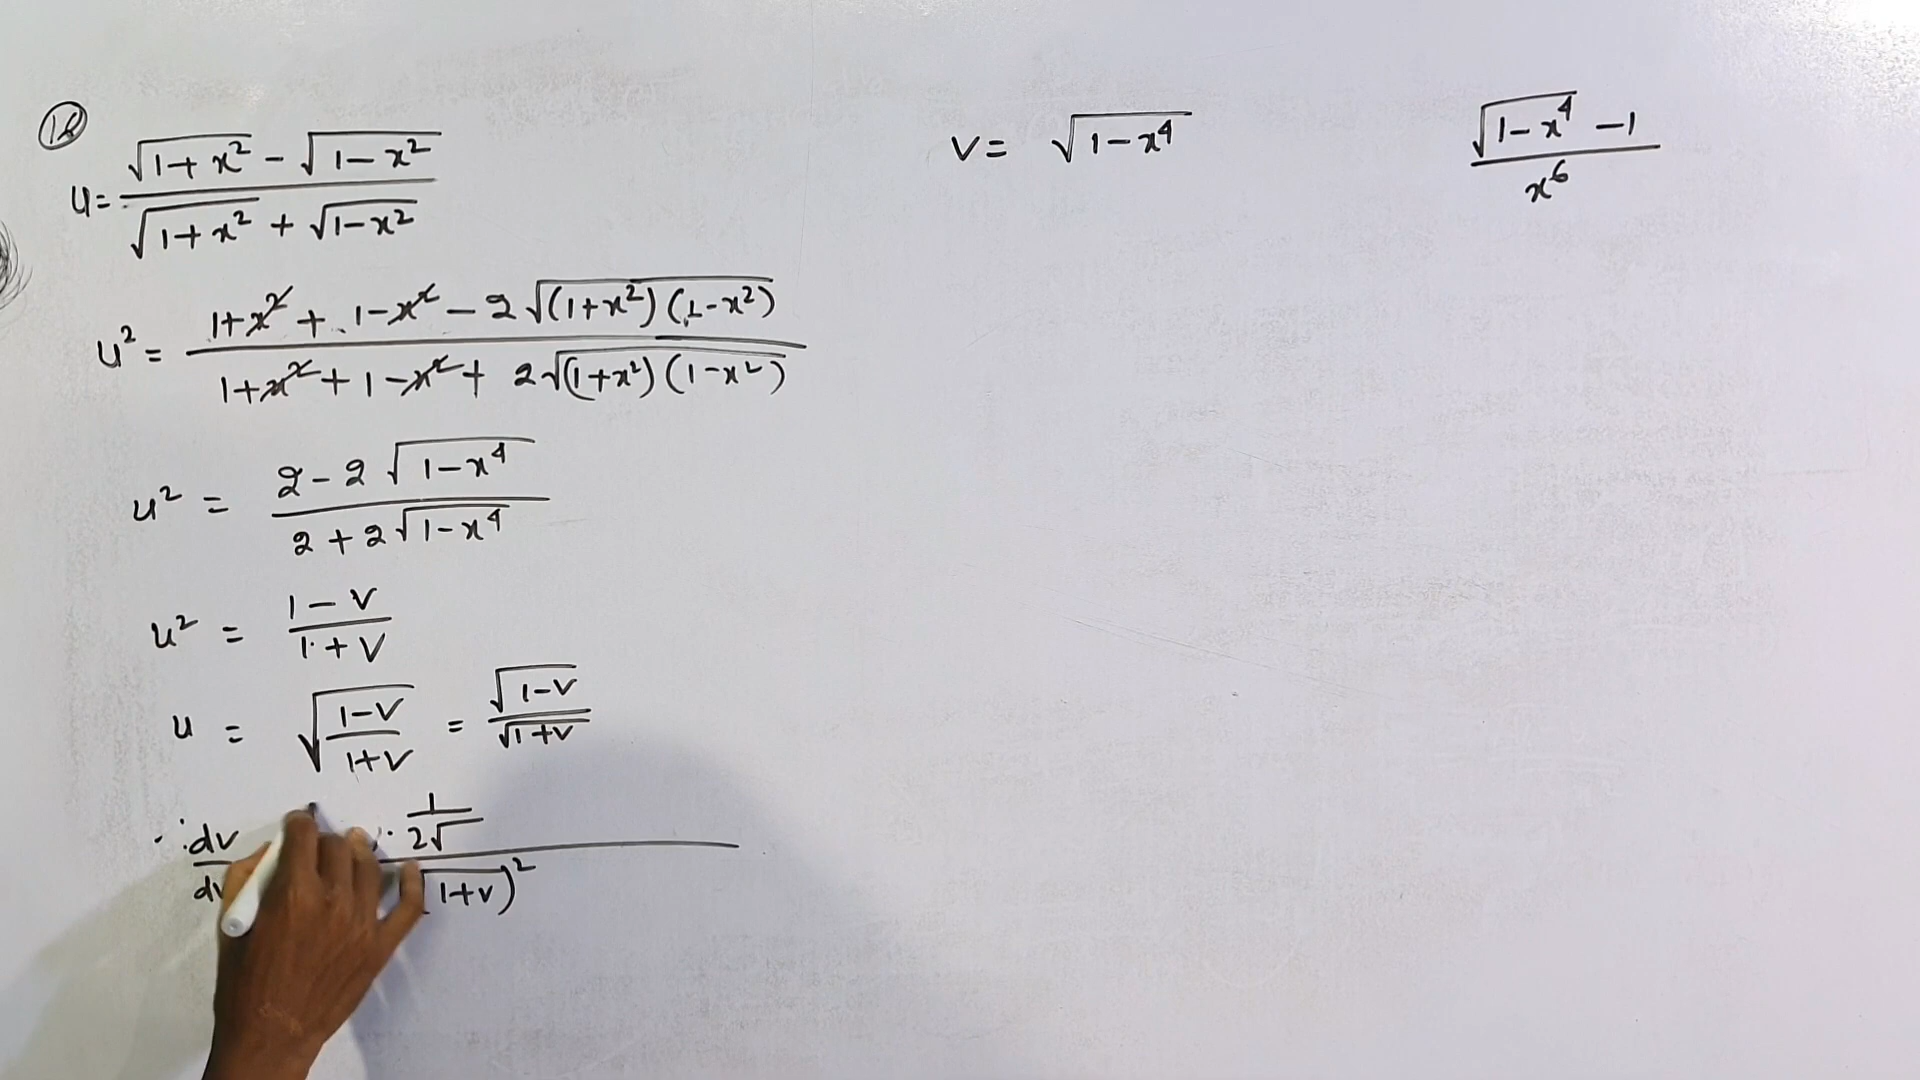 18
u = (√(1+x²) − √(1−x²)) / (√(1+x²) + √(1−x²))
v = √(1−x⁴)
(√(1−x⁴) − 1) / x⁶
u² = (1+x² + 1−x² − 2√((1+x²)(1−x²))) / (1+x² + 1−x² + 2√((1+x²)(1−x²)))
u² = (2 − 2√(1−x⁴)) / (2 + 2√(1−x⁴))
u² = (1 − v) / (1 + v)
u = √((1−v)/(1+v)) = √(1−v) / √(1+v)
dv / dv · 1/(2√ ) / (√(1+v))²